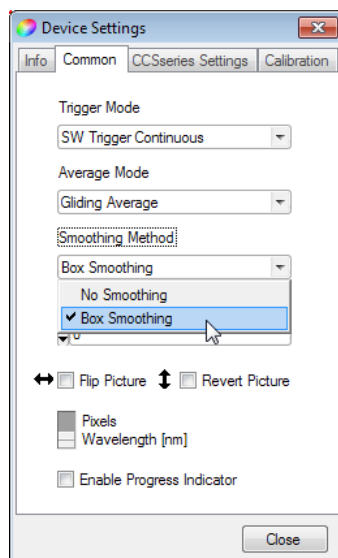 Device Settings
Info Common CCSseries Settings Calibration
Trigger Mode
SW Trigger Continuous
Average Mode
Gliding Average
Smoothing Method
Box Smoothing
No Smoothing
Box Smoothing
Flip Picture Revert Picture
Pixels
Wavelength [nm]
Enable Progress Indicator
Close